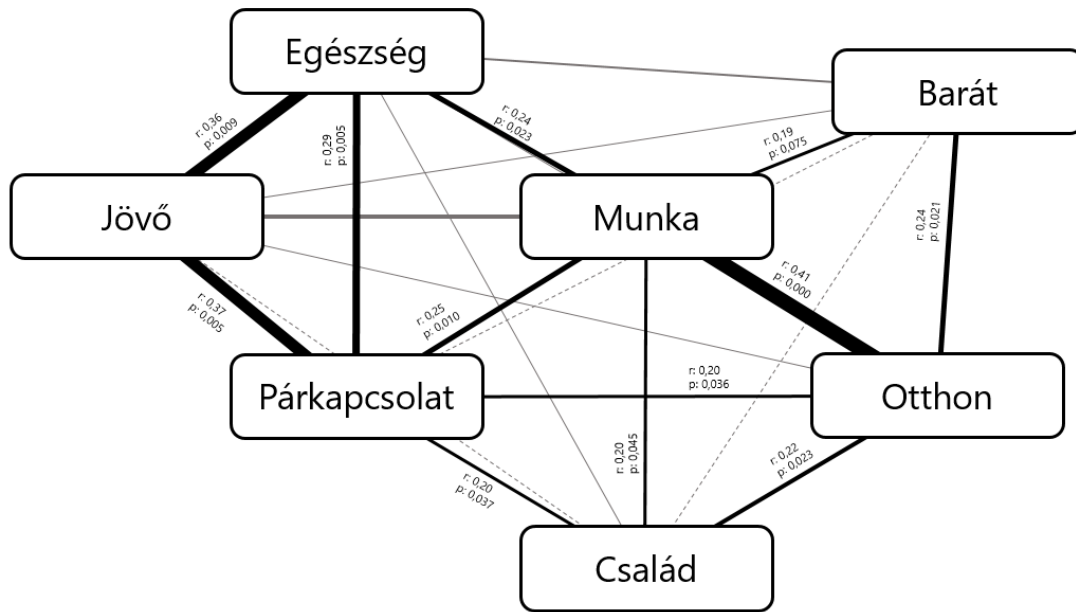 Egészség
Barát
r: 0,36
p: 0,009
r: 0,29
p: 0,005
r: 0,24
p: 0,023
r: 0,19
p: 0,075
Jövő
Munka
r: 0,24
p: 0,021
r: 0,37
p: 0,005
r: 0,25
p: 0,010
r: 0,41
p: 0,000
Párkapcsolat
r: 0,20
p: 0,036
Otthon
r: 0,20
p: 0,037
r: 0,20
p: 0,045
r: 0,22
p: 0,023
Család